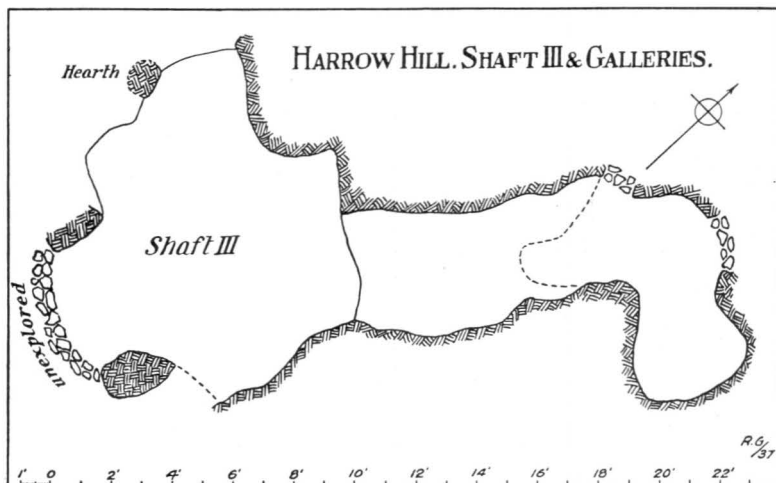 HARROW HILL. SHAFT III & GALLERIES.
Hearth
Shaft III
unexplored
R.G/
/37
1' 0 2' 4' 6' 8' 10' 12' 14' 16' 18' 20' 22'